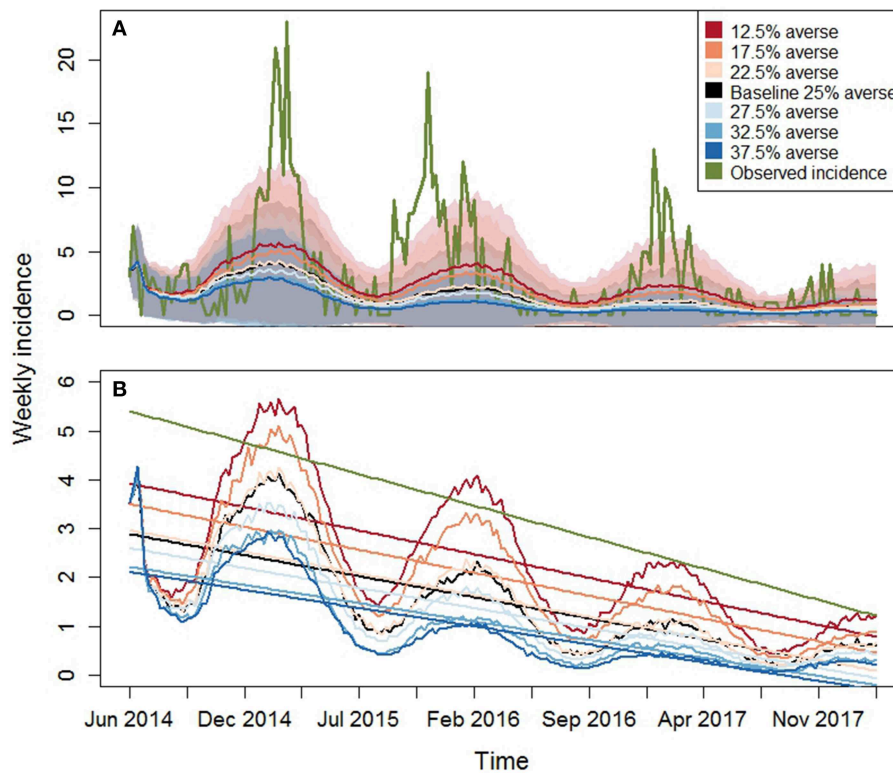 A
20
15
10
5
0
12.5% averse
17.5% averse
22.5% averse
Baseline 25% averse
27.5% averse
32.5% averse
37.5% averse
Observed incidence
Weekly incidence
B
6
5
4
3
2
1
0
Jun 2014 Dec 2014 Jul 2015 Feb 2016 Sep 2016 Apr 2017 Nov 2017
Time